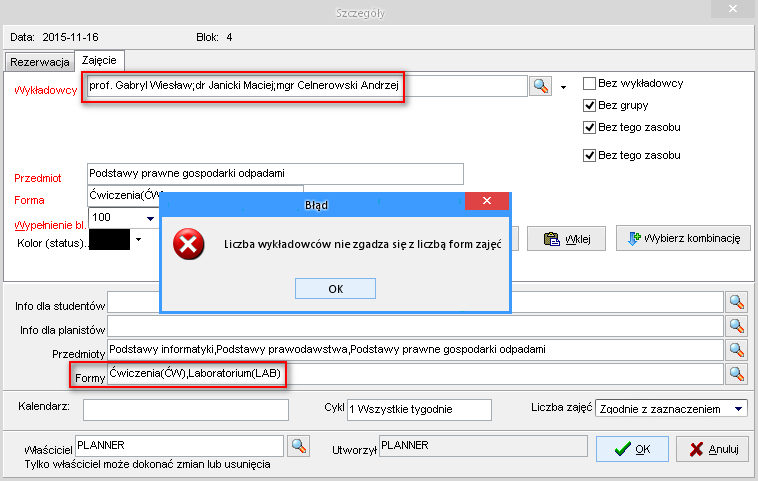 Szczegóły
Data: 2015-11-16 Blok: 4
Rezerwacja Zajęcie
Wykładowcy prof. Gabryl Wiesław;dr Janicki Maciej;mgr Celnerowski Andrzej
Bez wykładowcy
Bez grupy
Bez tego zasobu
Bez tego zasobu
Przedmiot Podstawy prawne gospodarki odpadami
Forma Ćwiczenia(ĆW)
Wypełnienie bl. 100
Kolor (status)..
Wklej Wybierz kombinację
Błąd
Liczba wykładowców nie zgadza się z liczbą form zajęć
OK
Info dla studentów
Info dla planistów
Przedmioty Podstawy informatyki,Podstawy prawodawstwa,Podstawy prawne gospodarki odpadami
Formy Ćwiczenia(ĆW),Laboratorium(LAB)
Kalendarz: Cykl 1 Wszystkie tygodnie Liczba zajęć Zgodnie z zaznaczeniem
Właściciel PLANNER Utworzył PLANNER OK Anuluj
Tylko właściciel może dokonać zmian lub usunięcia